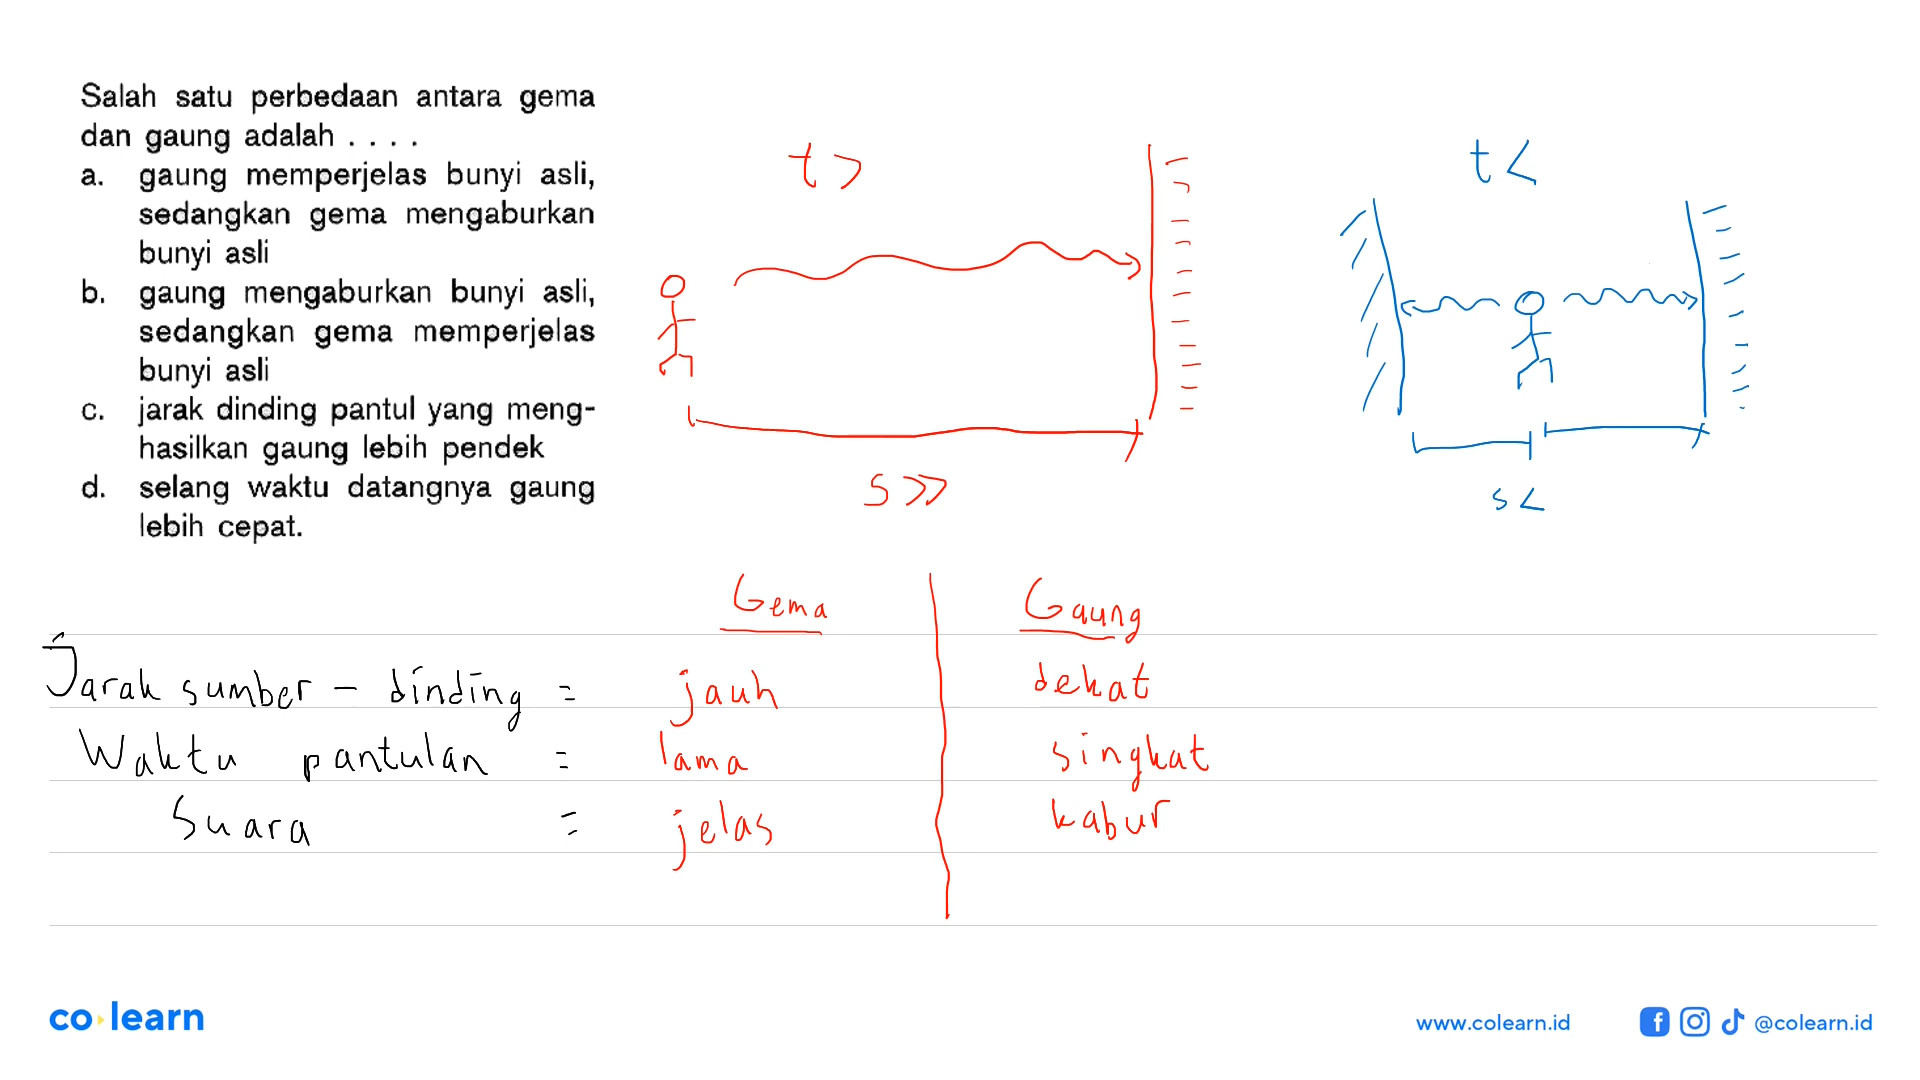 Salah satu perbedaan antara gema
dan gaung adalah . . . .
a. gaung memperjelas bunyi asli,
sedangkan gema mengaburkan
bunyi asli
b. gaung mengaburkan bunyi asli,
sedangkan gema memperjelas
bunyi asli
c. jarak dinding pantul yang meng-
hasilkan gaung lebih pendek
d. selang waktu datangnya gaung
lebih cepat.
t >
s >>
t <
s <
Gema Gaung
Jarak sumber - dinding = jauh dekat
Waktu pantulan = lama singkat
Suara = jelas kabur
co learn
www.colearn.id
@colearn.id